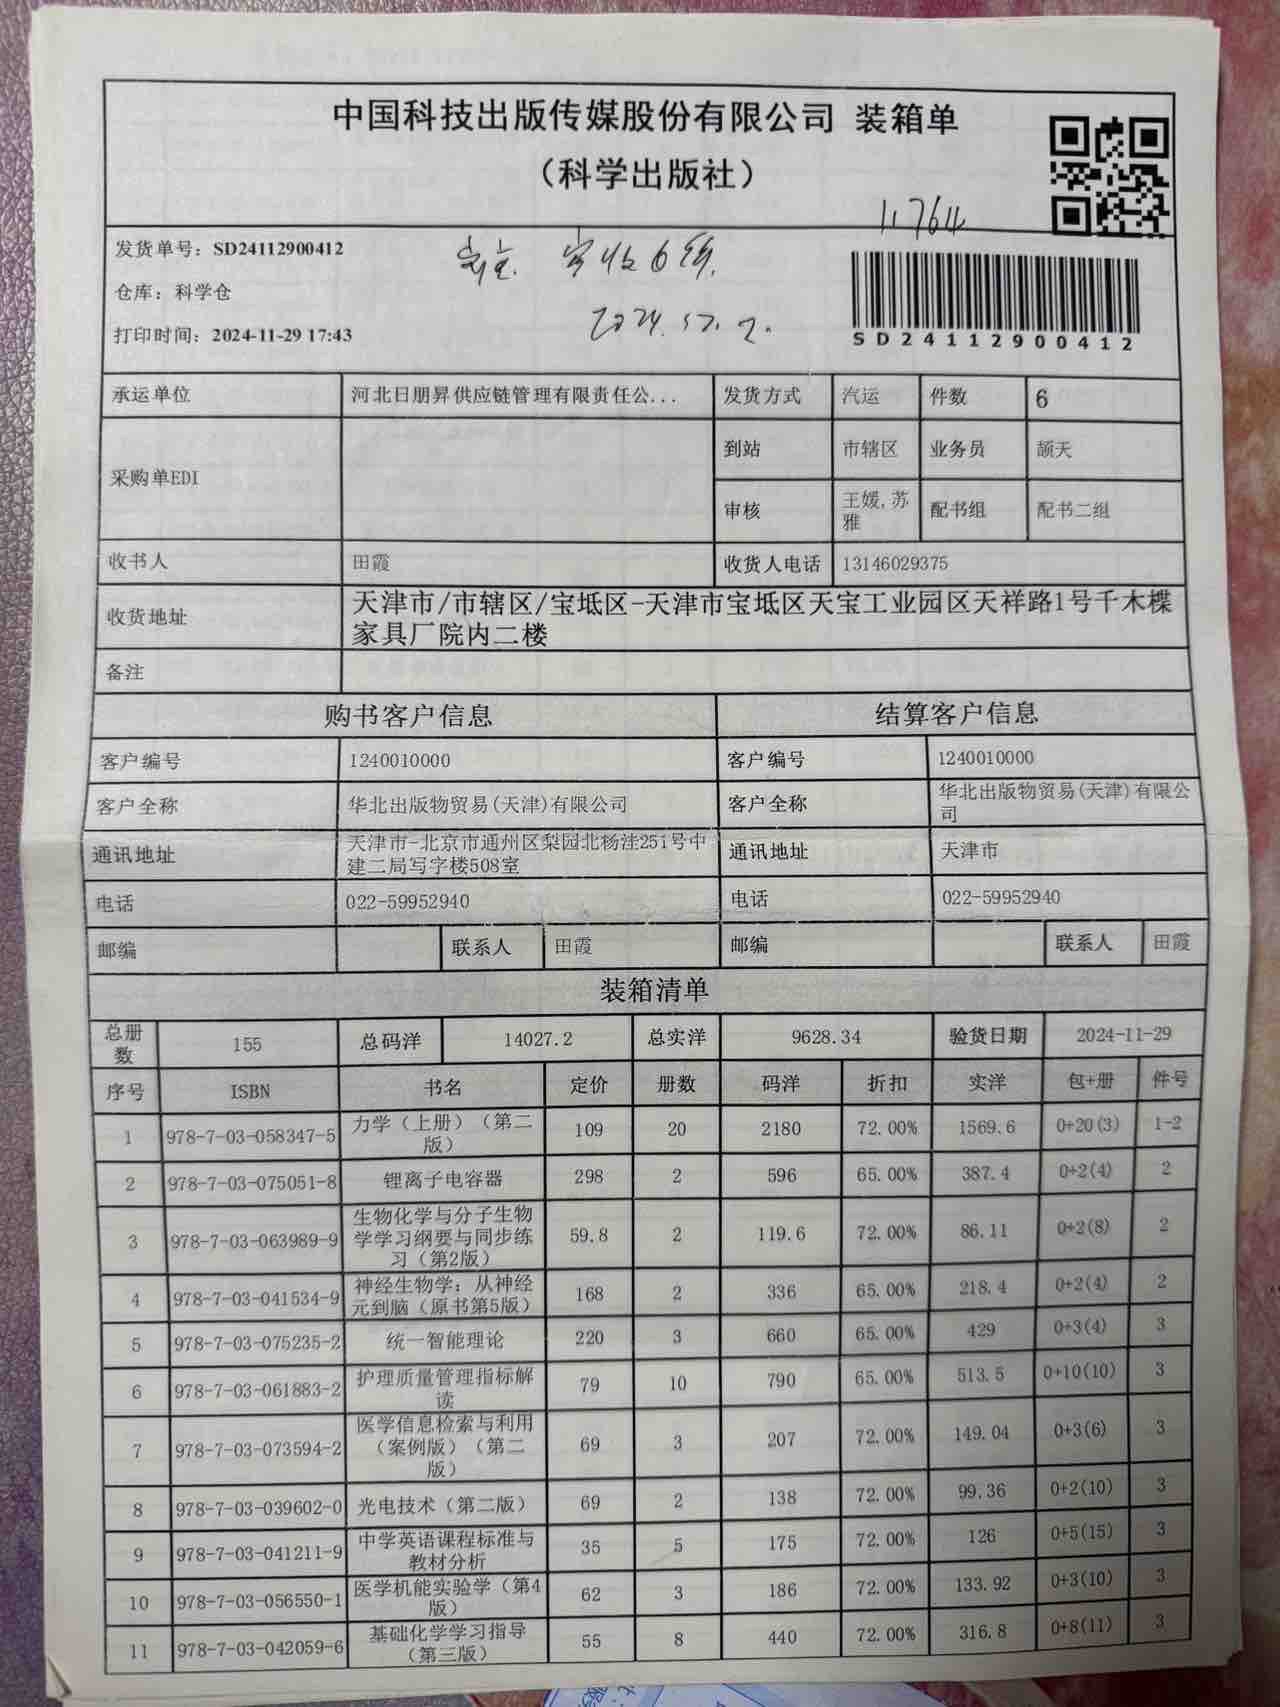 中国科技出版传媒股份有限公司 装箱单
（科学出版社）
11764
发货单号：SD24112900412
实收6件.
仓库：科学仓
2024.12.2.
打印时间：2024-11-29 17:43
SD24112900412
承运单位 河北日朋昇供应链管理有限责任公... 发货方式 汽运 件数 6
采购单EDI 到站 市辖区 业务员 颉天
审核 王媛,苏雅 配书组 配书二组
收书人 田霞 收货人电话 13146029375
收货地址 天津市/市辖区/宝坻区-天津市宝坻区天宝工业园区天祥路1号千木楪
家具厂院内二楼
备注
购书客户信息 结算客户信息
客户编号 1240010000 客户编号 1240010000
客户全称 华北出版物贸易(天津)有限公司 客户全称 华北出版物贸易(天津)有限公司
通讯地址 天津市-北京市通州区梨园北杨洼251号中建二局写字楼508室 通讯地址 天津市
电话 022-59952940 电话 022-59952940
邮编 联系人 田霞 邮编 联系人 田霞
装箱清单
总册数 155 总码洋 14027.2 总实洋 9628.34 验货日期 2024-11-29
序号 ISBN 书名 定价 册数 码洋 折扣 实洋 包+册 件号
1 978-7-03-058347-5 力学（上册）（第二版） 109 20 2180 72.00% 1569.6 0+20(3) 1-2
2 978-7-03-075051-8 锂离子电容器 298 2 596 65.00% 387.4 0+2(4) 2
3 978-7-03-063989-9 生物化学与分子生物学学习纲要与同步练习（第2版） 59.8 2 119.6 72.00% 86.11 0+2(8) 2
4 978-7-03-041534-9 神经生物学：从神经元到脑（原书第5版） 168 2 336 65.00% 218.4 0+2(4) 2
5 978-7-03-075235-2 统一智能理论 220 3 660 65.00% 429 0+3(4) 3
6 978-7-03-061883-2 护理质量管理指标解读 79 10 790 65.00% 513.5 0+10(10) 3
7 978-7-03-073594-2 医学信息检索与利用（案例版）（第二版） 69 3 207 72.00% 149.04 0+3(6) 3
8 978-7-03-039602-0 光电技术（第二版） 69 2 138 72.00% 99.36 0+2(10) 3
9 978-7-03-041211-9 中学英语课程标准与教材分析 35 5 175 72.00% 126 0+5(15) 3
10 978-7-03-056550-1 医学机能实验学（第4版） 62 3 186 72.00% 133.92 0+3(10) 3
11 978-7-03-042059-6 基础化学学习指导（第三版） 55 8 440 72.00% 316.8 0+8(11) 3